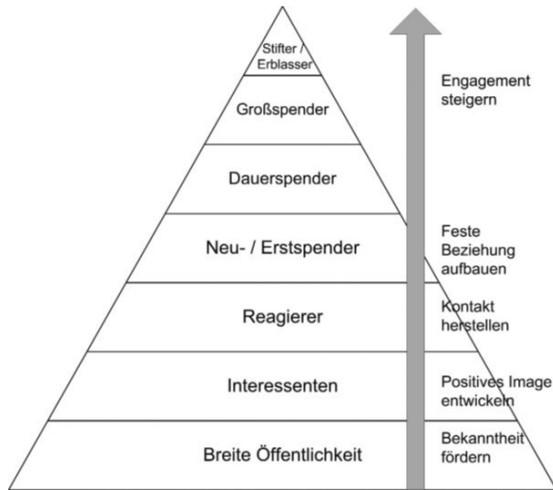 Stifter /
Erblasser
Großspender
Dauerspender
Neu- / Erstspender
Reagierer
Interessenten
Breite Öffentlichkeit
Engagement
steigern
Feste
Beziehung
aufbauen
Kontakt
herstellen
Positives Image
entwickeln
Bekanntheit
fördern